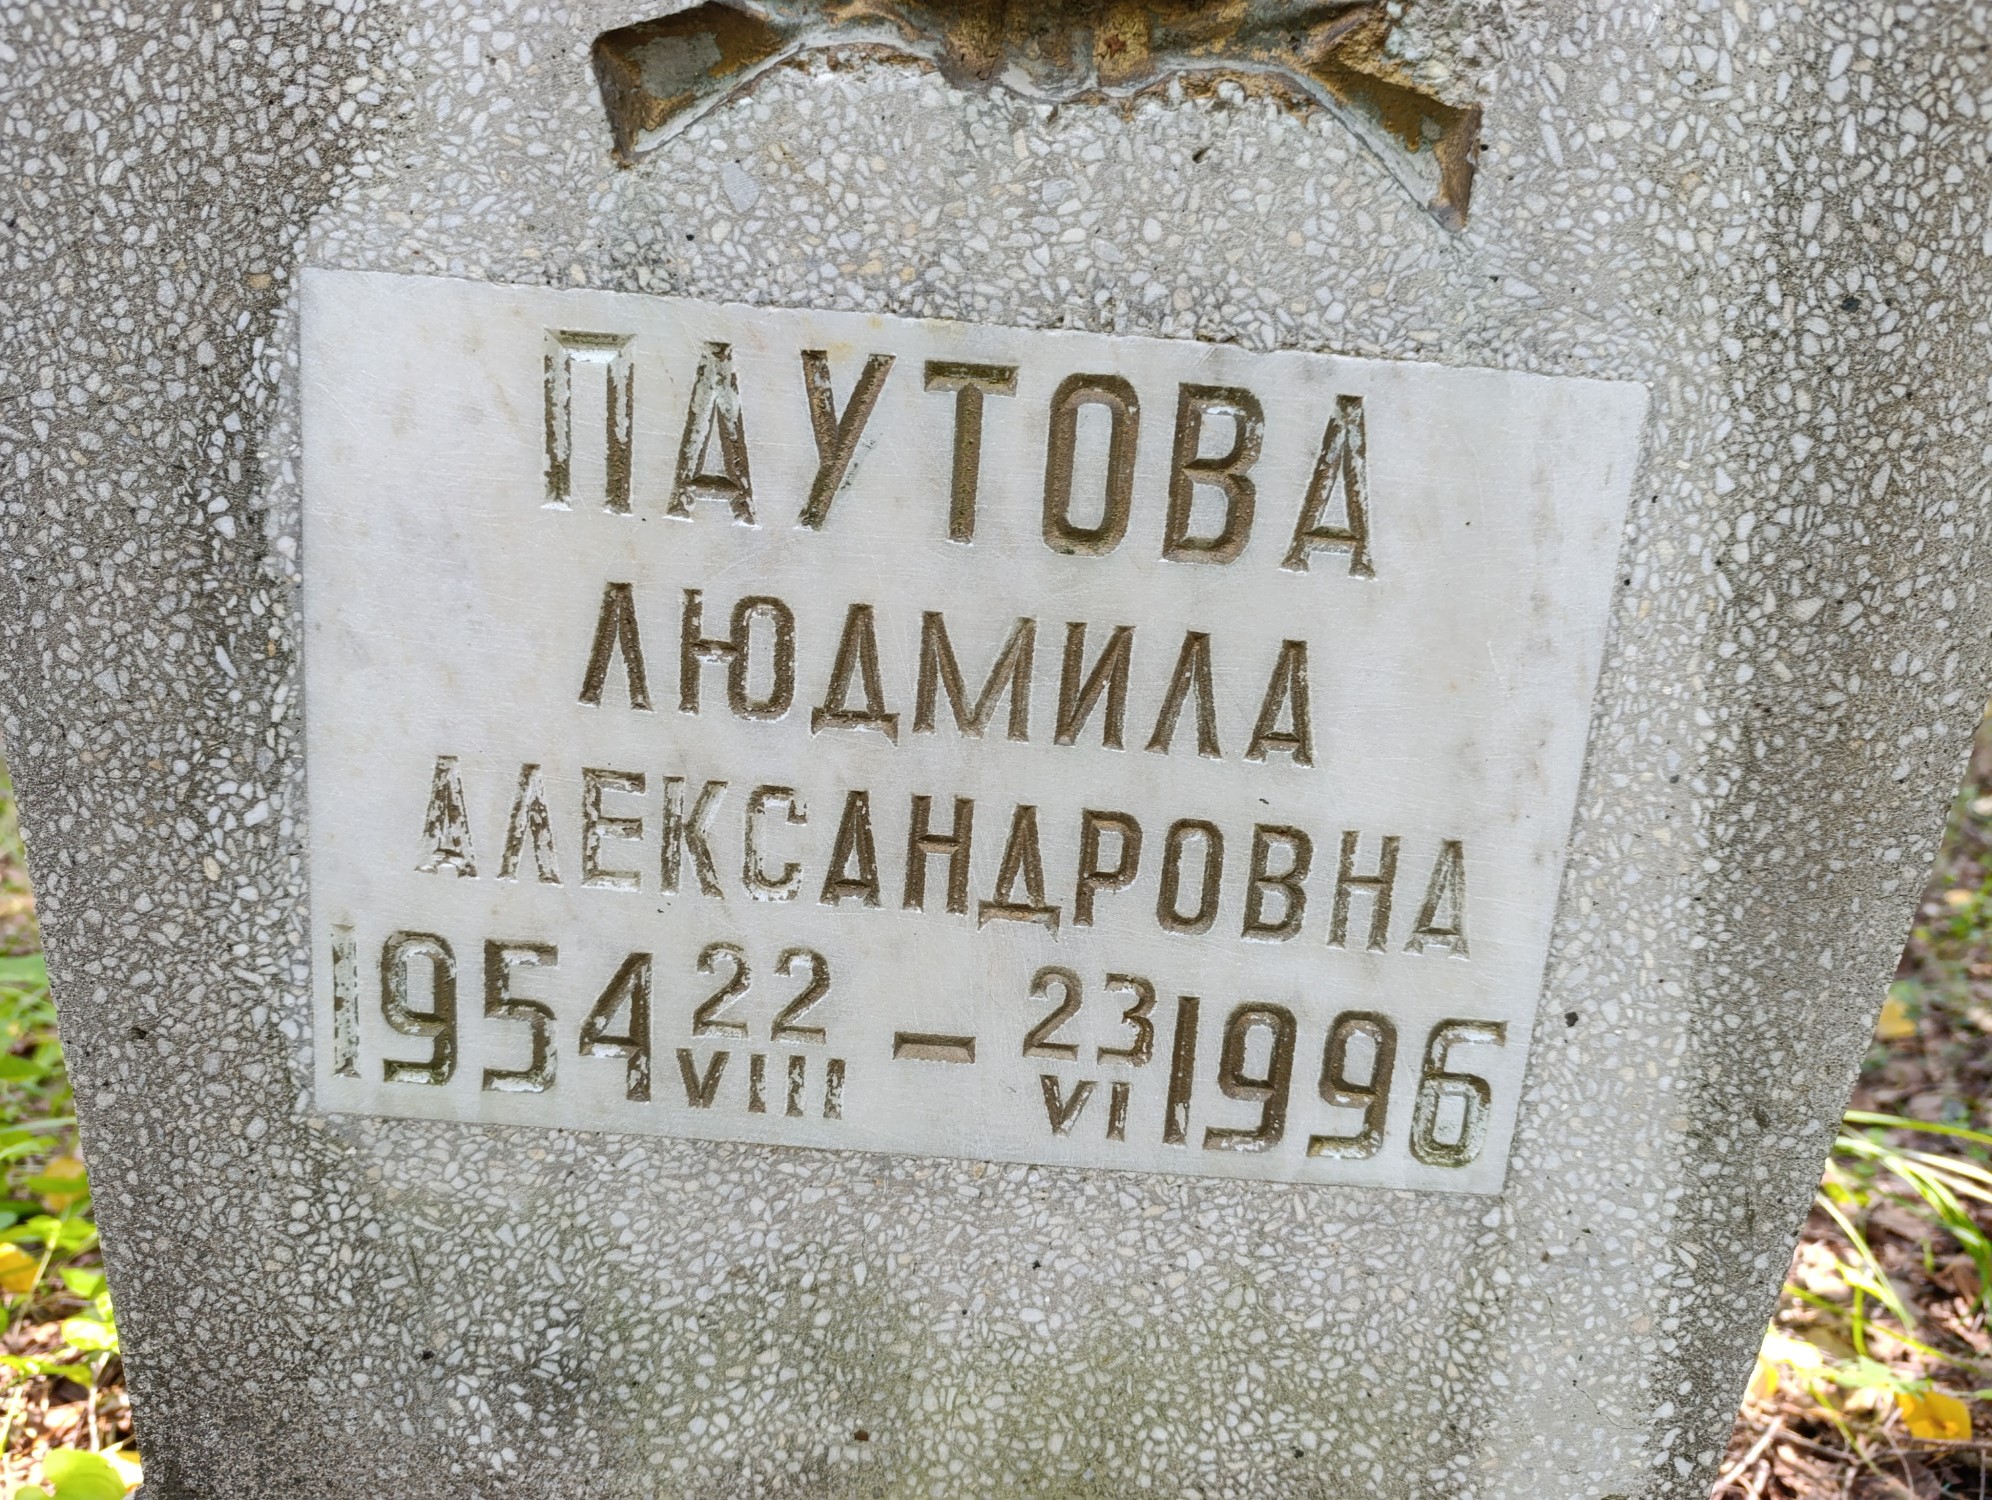 ПАУТОВА
ЛЮДМИЛА
АЛЕКСАНДРОВНА
1954 22 VIII – 23 VI 1996